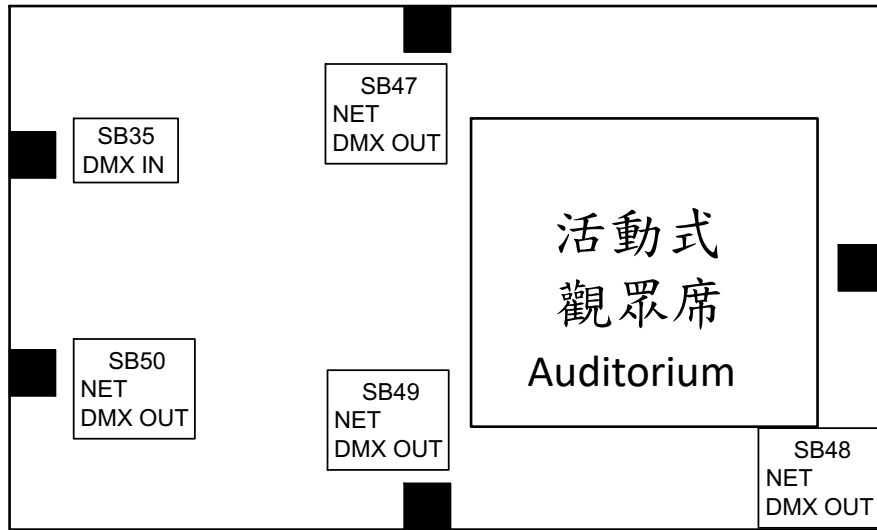 SB47
NET
DMX OUT
SB35
DMX IN
活動式
觀眾席
Auditorium
SB50
NET
DMX OUT
SB49
NET
DMX OUT
SB48
NET
DMX OUT